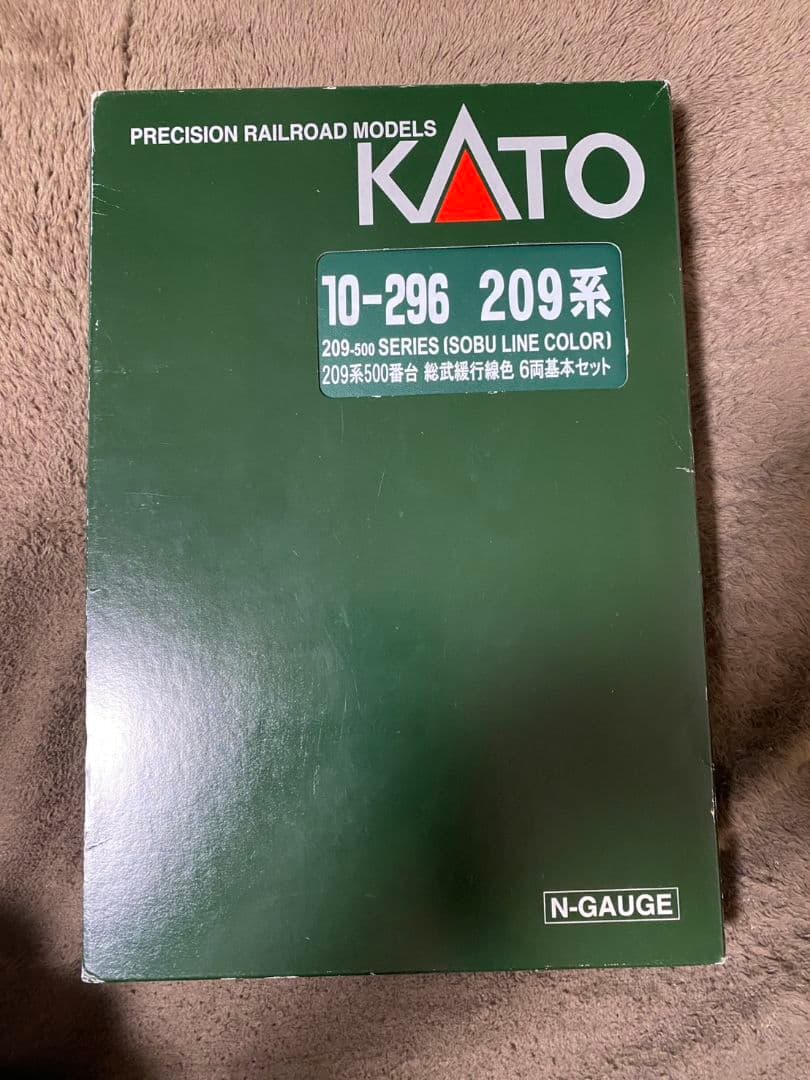 PRECISION RAILROAD MODELS
KATO
10-296 209系
209-500 SERIES (SOBU LINE COLOR)
209系500番台 総武緩行線色 6両基本セット
N-GAUGE